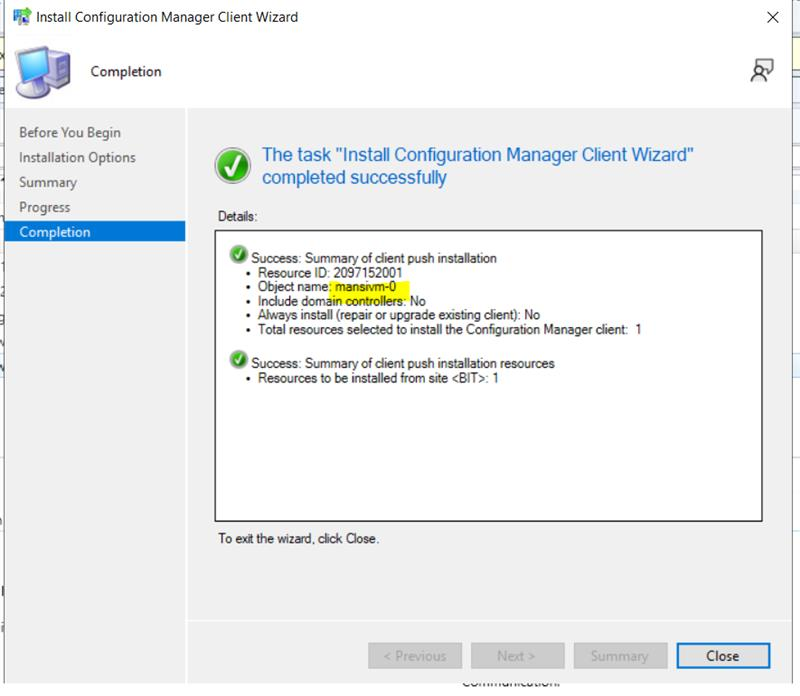 Install Configuration Manager Client Wizard
Completion
Before You Begin
Installation Options
Summary
Progress
Completion
The task "Install Configuration Manager Client Wizard"
completed successfully
Details:
Success: Summary of client push installation
• Resource ID: 2097152001
• Object name: mansivm-0
• Include domain controllers: No
• Always install (repair or upgrade existing client): No
• Total resources selected to install the Configuration Manager client: 1
Success: Summary of client push installation resources
• Resources to be installed from site <BIT>: 1
To exit the wizard, click Close.
< Previous
Next >
Summary
Close